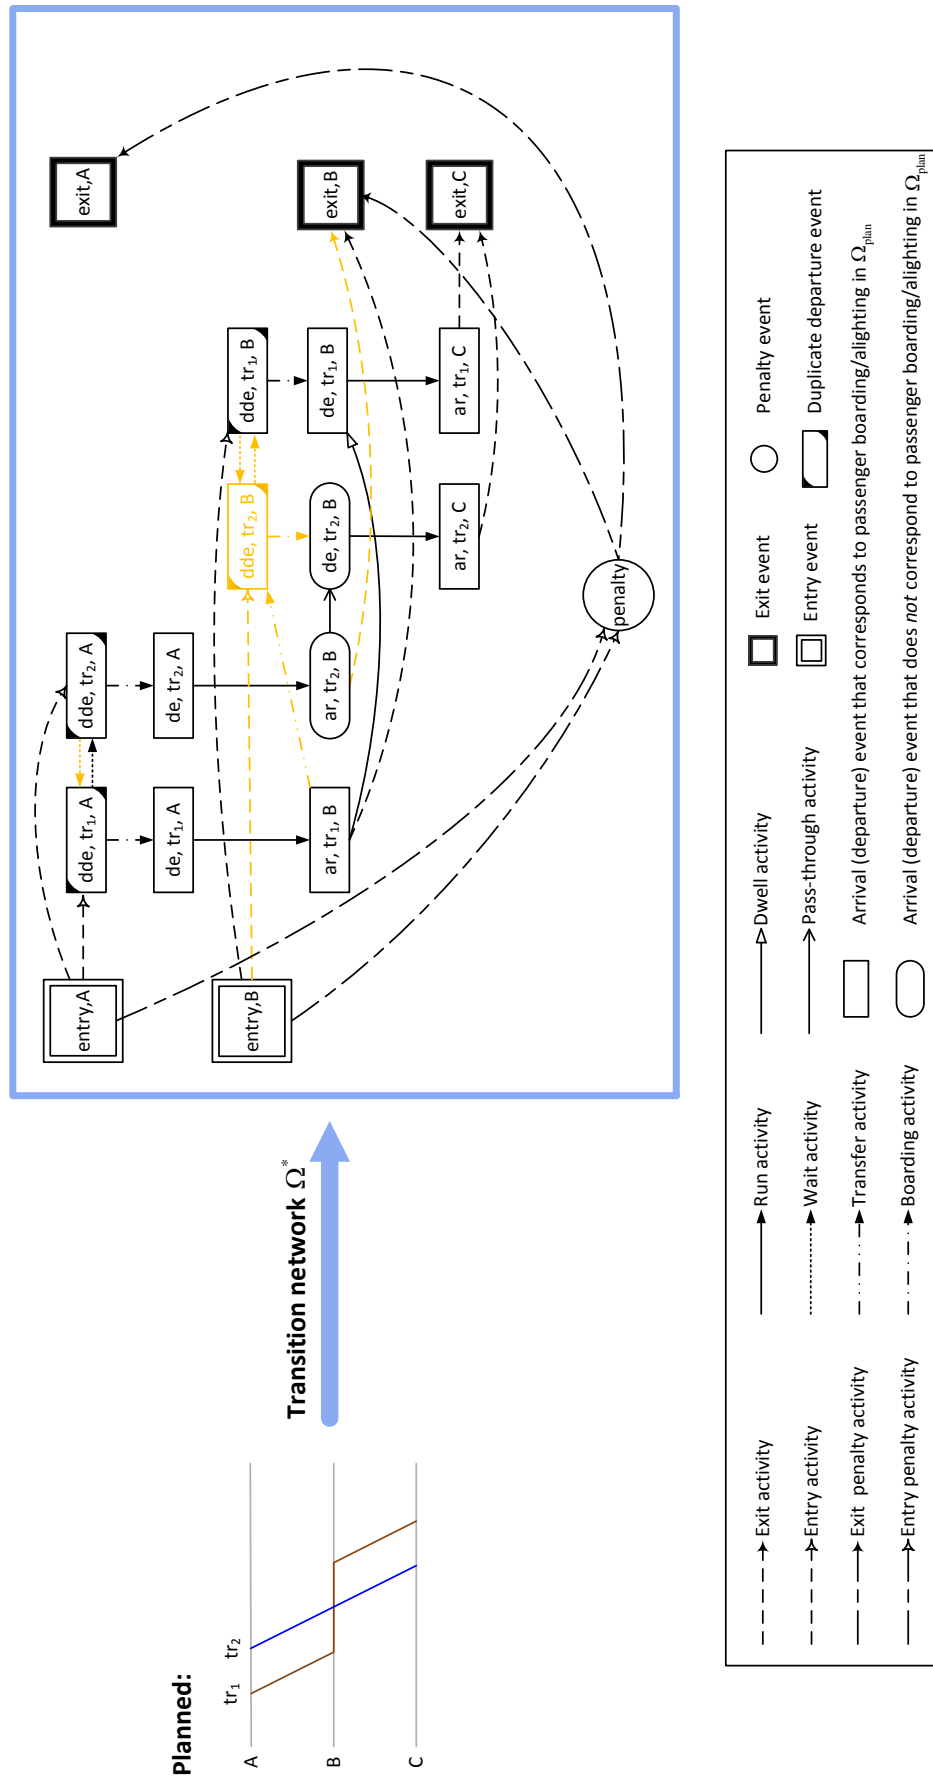 Planned:
tr1
tr2
A
B
C
Transition network Ω*
entry,A
dde, tr1, A
dde, tr2, A
exit,A
de, tr1, A
de, tr2, A
entry,B
dde, tr2, B
dde, tr1, B
ar, tr1, B
ar, tr2, B
de, tr2, B
de, tr1, B
exit,B
ar, tr2, C
ar, tr1, C
exit,C
penalty
Exit activity
Run activity
Dwell activity
Exit event
Penalty event
Entry activity
Wait activity
Pass-through activity
Entry event
Duplicate departure event
Exit penalty activity
Transfer activity
Arrival (departure) event that corresponds to passenger boarding/alighting in Ωplan
Entry penalty activity
Boarding activity
Arrival (departure) event that does not correspond to passenger boarding/alighting in Ωplan